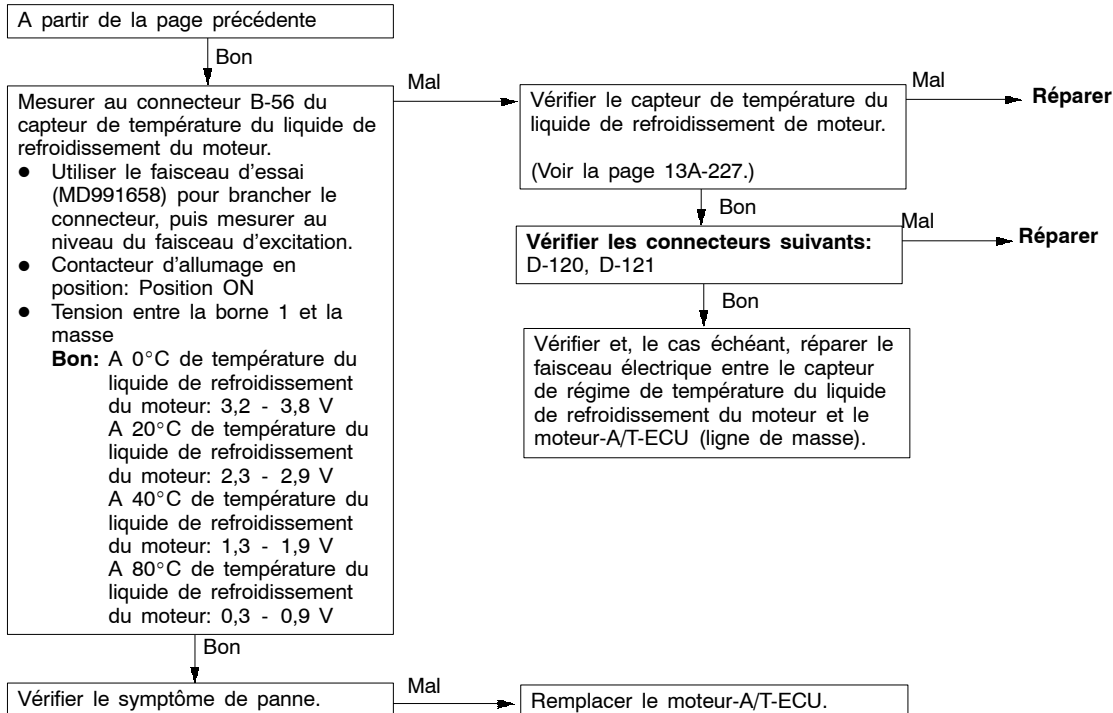 A partir de la page précédente
Bon
Mesurer au connecteur B-56 du
capteur de température du liquide de
refroidissement du moteur.
● Utiliser le faisceau d'essai
(MD991658) pour brancher le
connecteur, puis mesurer au
niveau du faisceau d'excitation.
● Contacteur d'allumage en
position: Position ON
● Tension entre la borne 1 et la
masse
Bon: A 0°C de température du
liquide de refroidissement
du moteur: 3,2 - 3,8 V
A 20°C de température du
liquide de refroidissement
du moteur: 2,3 - 2,9 V
A 40°C de température du
liquide de refroidissement
du moteur: 1,3 - 1,9 V
A 80°C de température du
liquide de refroidissement
du moteur: 0,3 - 0,9 V
Mal
Vérifier le capteur de température du
liquide de refroidissement de moteur.
(Voir la page 13A-227.)
Mal
Réparer
Bon
Vérifier les connecteurs suivants:
D-120, D-121
Mal
Réparer
Bon
Vérifier et, le cas échéant, réparer le
faisceau électrique entre le capteur
de régime de température du liquide
de refroidissement du moteur et le
moteur-A/T-ECU (ligne de masse).
Bon
Vérifier le symptôme de panne.
Mal
Remplacer le moteur-A/T-ECU.